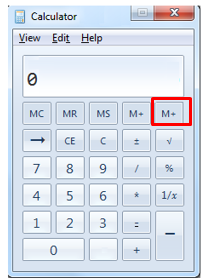 Calculator
View Edit Help
0
MC MR MS M+ M+
→ CE C ± √
7 8 9 / %
4 5 6 * 1/x
1 2 3 = −
0 +